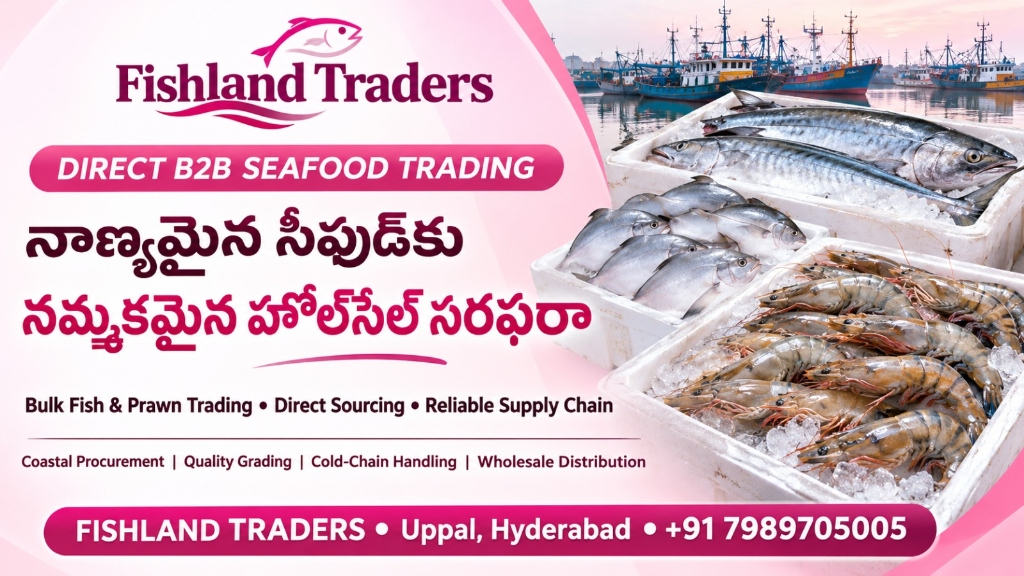 Fishland Traders
DIRECT B2B SEAFOOD TRADING
నాణ్యమైన సీఫుడ్‌కు
నమ్మకమైన హోల్‌సేల్ సరఫరా
Bulk Fish & Prawn Trading • Direct Sourcing • Reliable Supply Chain
Coastal Procurement | Quality Grading | Cold-Chain Handling | Wholesale Distribution
FISHLAND TRADERS • Uppal, Hyderabad • +91 7989705005